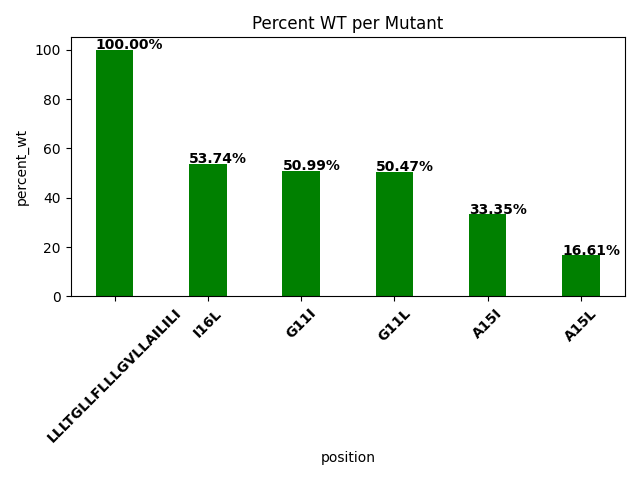 Percent WT per Mutant
percent_wt
100
80
60
40
20
0
100.00%
53.74%
50.99%
50.47%
33.35%
16.61%
LLLTGLLFLLLGVLLAILILI
I16L
G11I
G11L
A15I
A15L
position